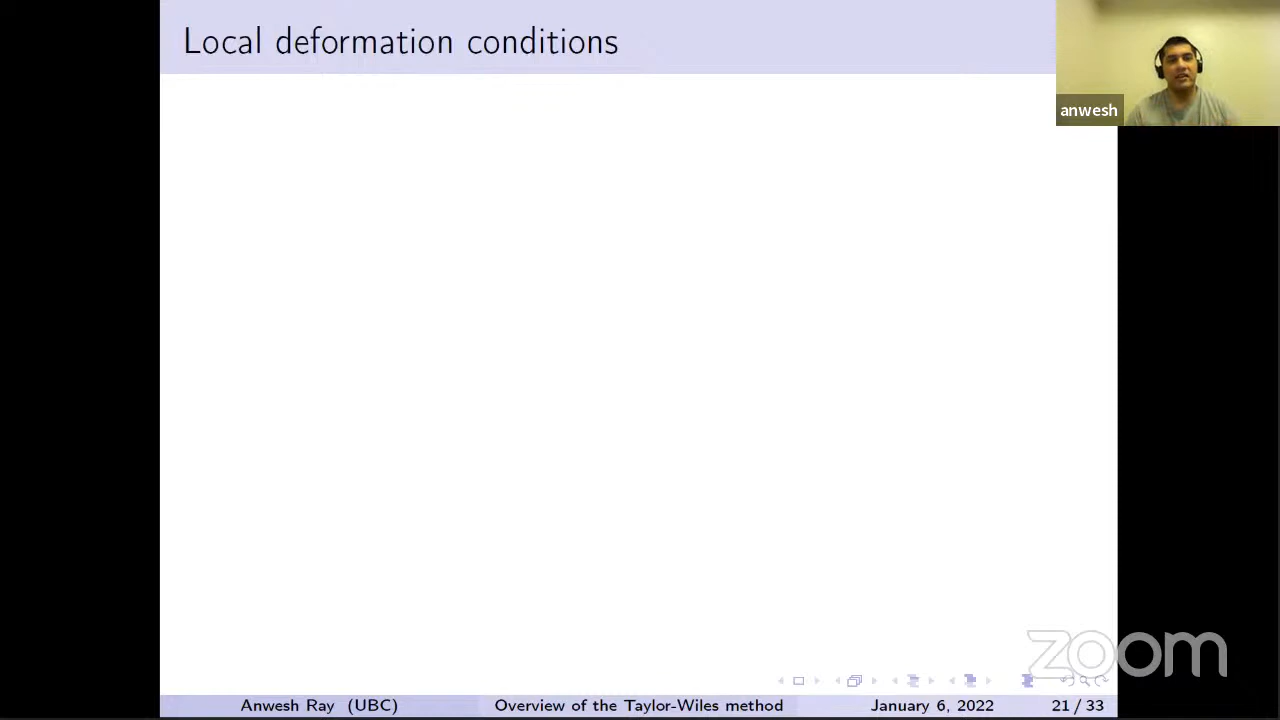 Local deformation conditions
anwesh
zoom
Anwesh Ray (UBC) Overview of the Taylor-Wiles method January 6, 2022 21 / 33